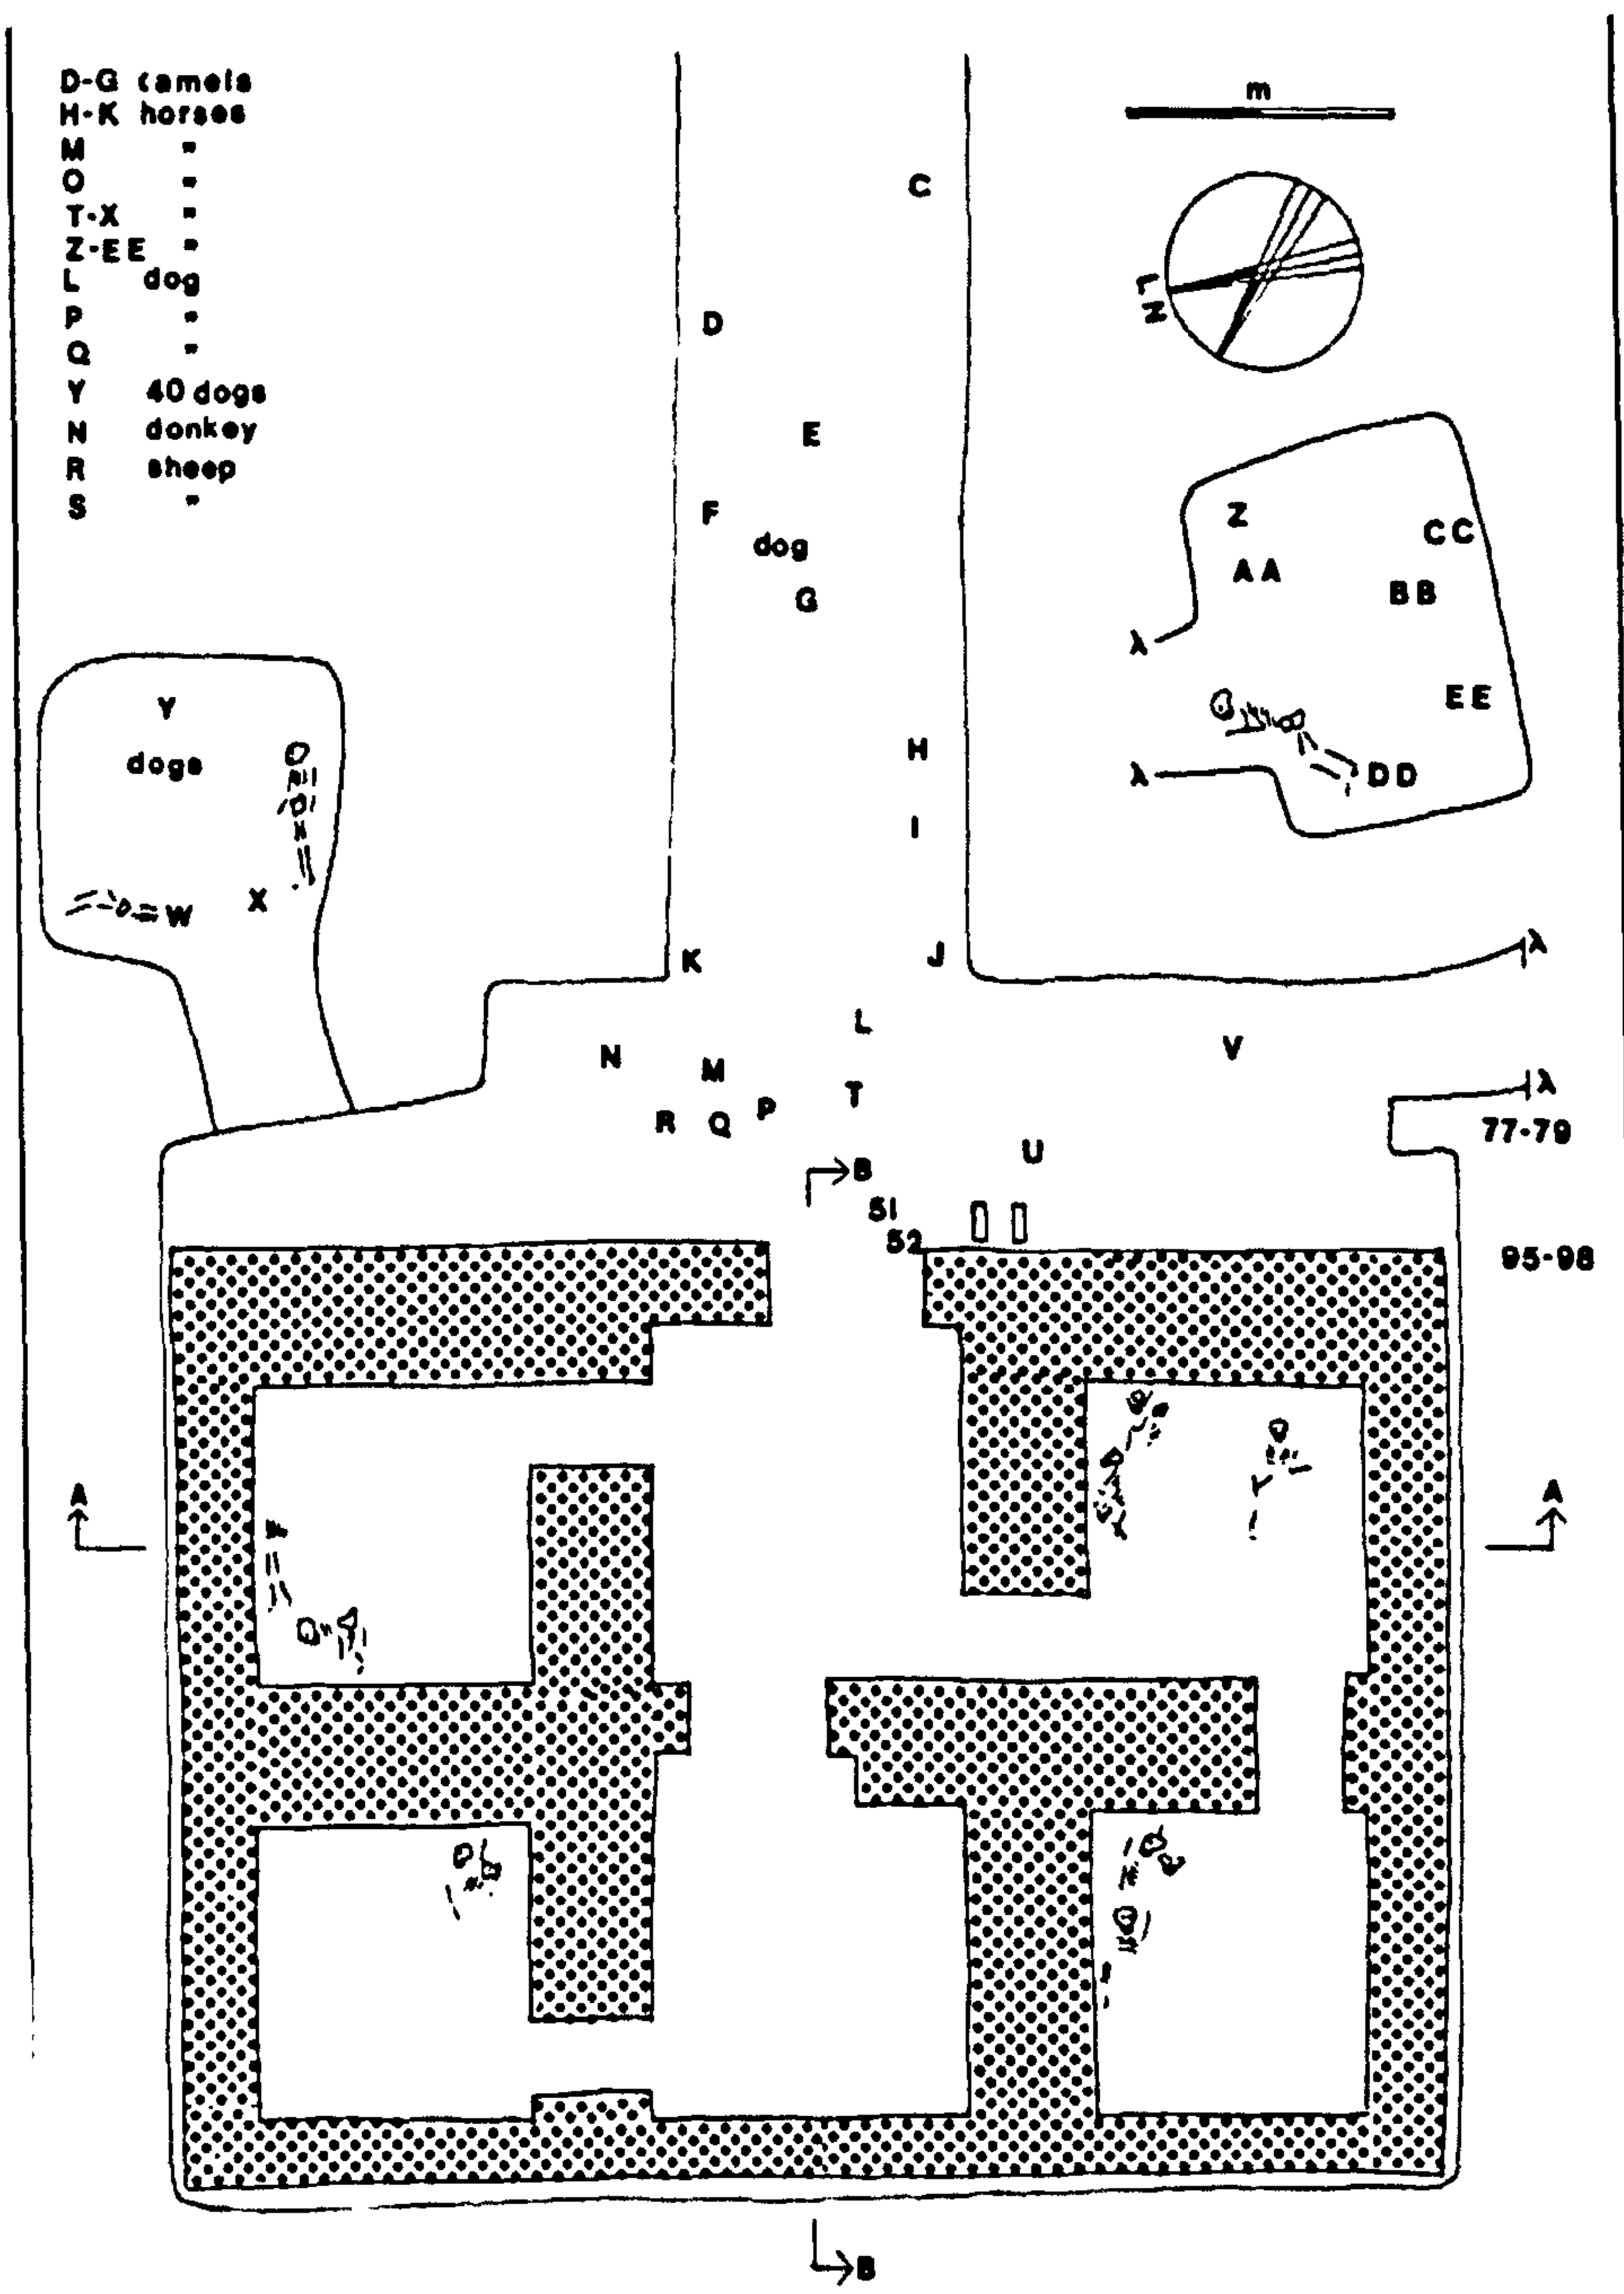 D-G camels
H-K horses
M "
O "
T-X "
Z-EE "
L dog
P "
Q "
Y 40 dogs
N donkey
R sheep
S "
m
C
LN
D
E
F
dog
G
Z
CC
AA
BB
λ
EE
λ
DD
Y
dogs
W
X
H
I
K
J
λ
L
N
M
V
T
λ
R Q P
77-79
U
B
51
52
95-98
A
A
B